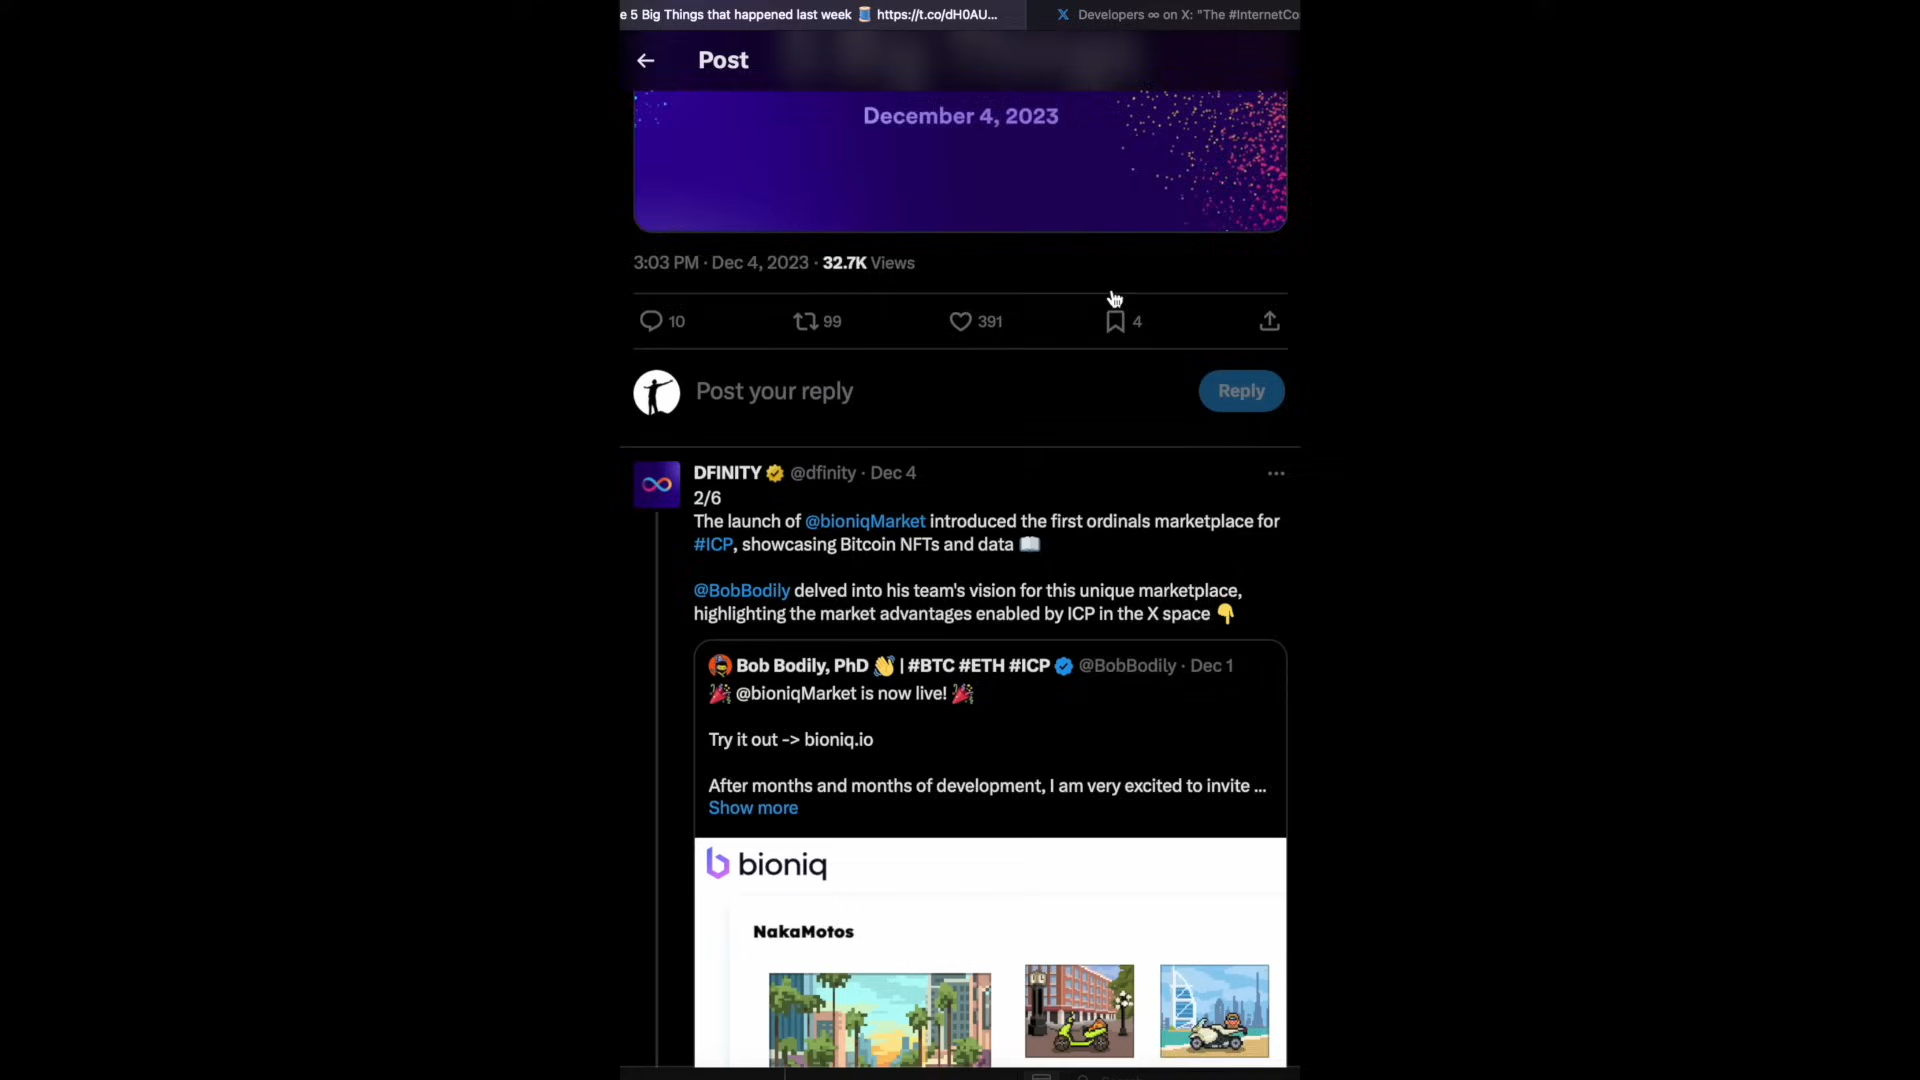 e 5 Big Things that happened last week 🧵 https://t.co/dH0AU...
Developers ∞ on X: "The #InternetCo
Post
December 4, 2023
3:03 PM · Dec 4, 2023 · 32.7K Views
10 99 391 4
Post your reply
Reply
DFINITY @dfinity · Dec 4
2/6
The launch of @bioniqMarket introduced the first ordinals marketplace for
#ICP, showcasing Bitcoin NFTs and data 📖
@BobBodily delved into his team's vision for this unique marketplace,
highlighting the market advantages enabled by ICP in the X space 👇
Bob Bodily, PhD 👋 | #BTC #ETH #ICP @BobBodily · Dec 1
🎉 @bioniqMarket is now live! 🎉
Try it out -> bioniq.io
After months and months of development, I am very excited to invite ...
Show more
bioniq
NakaMotos